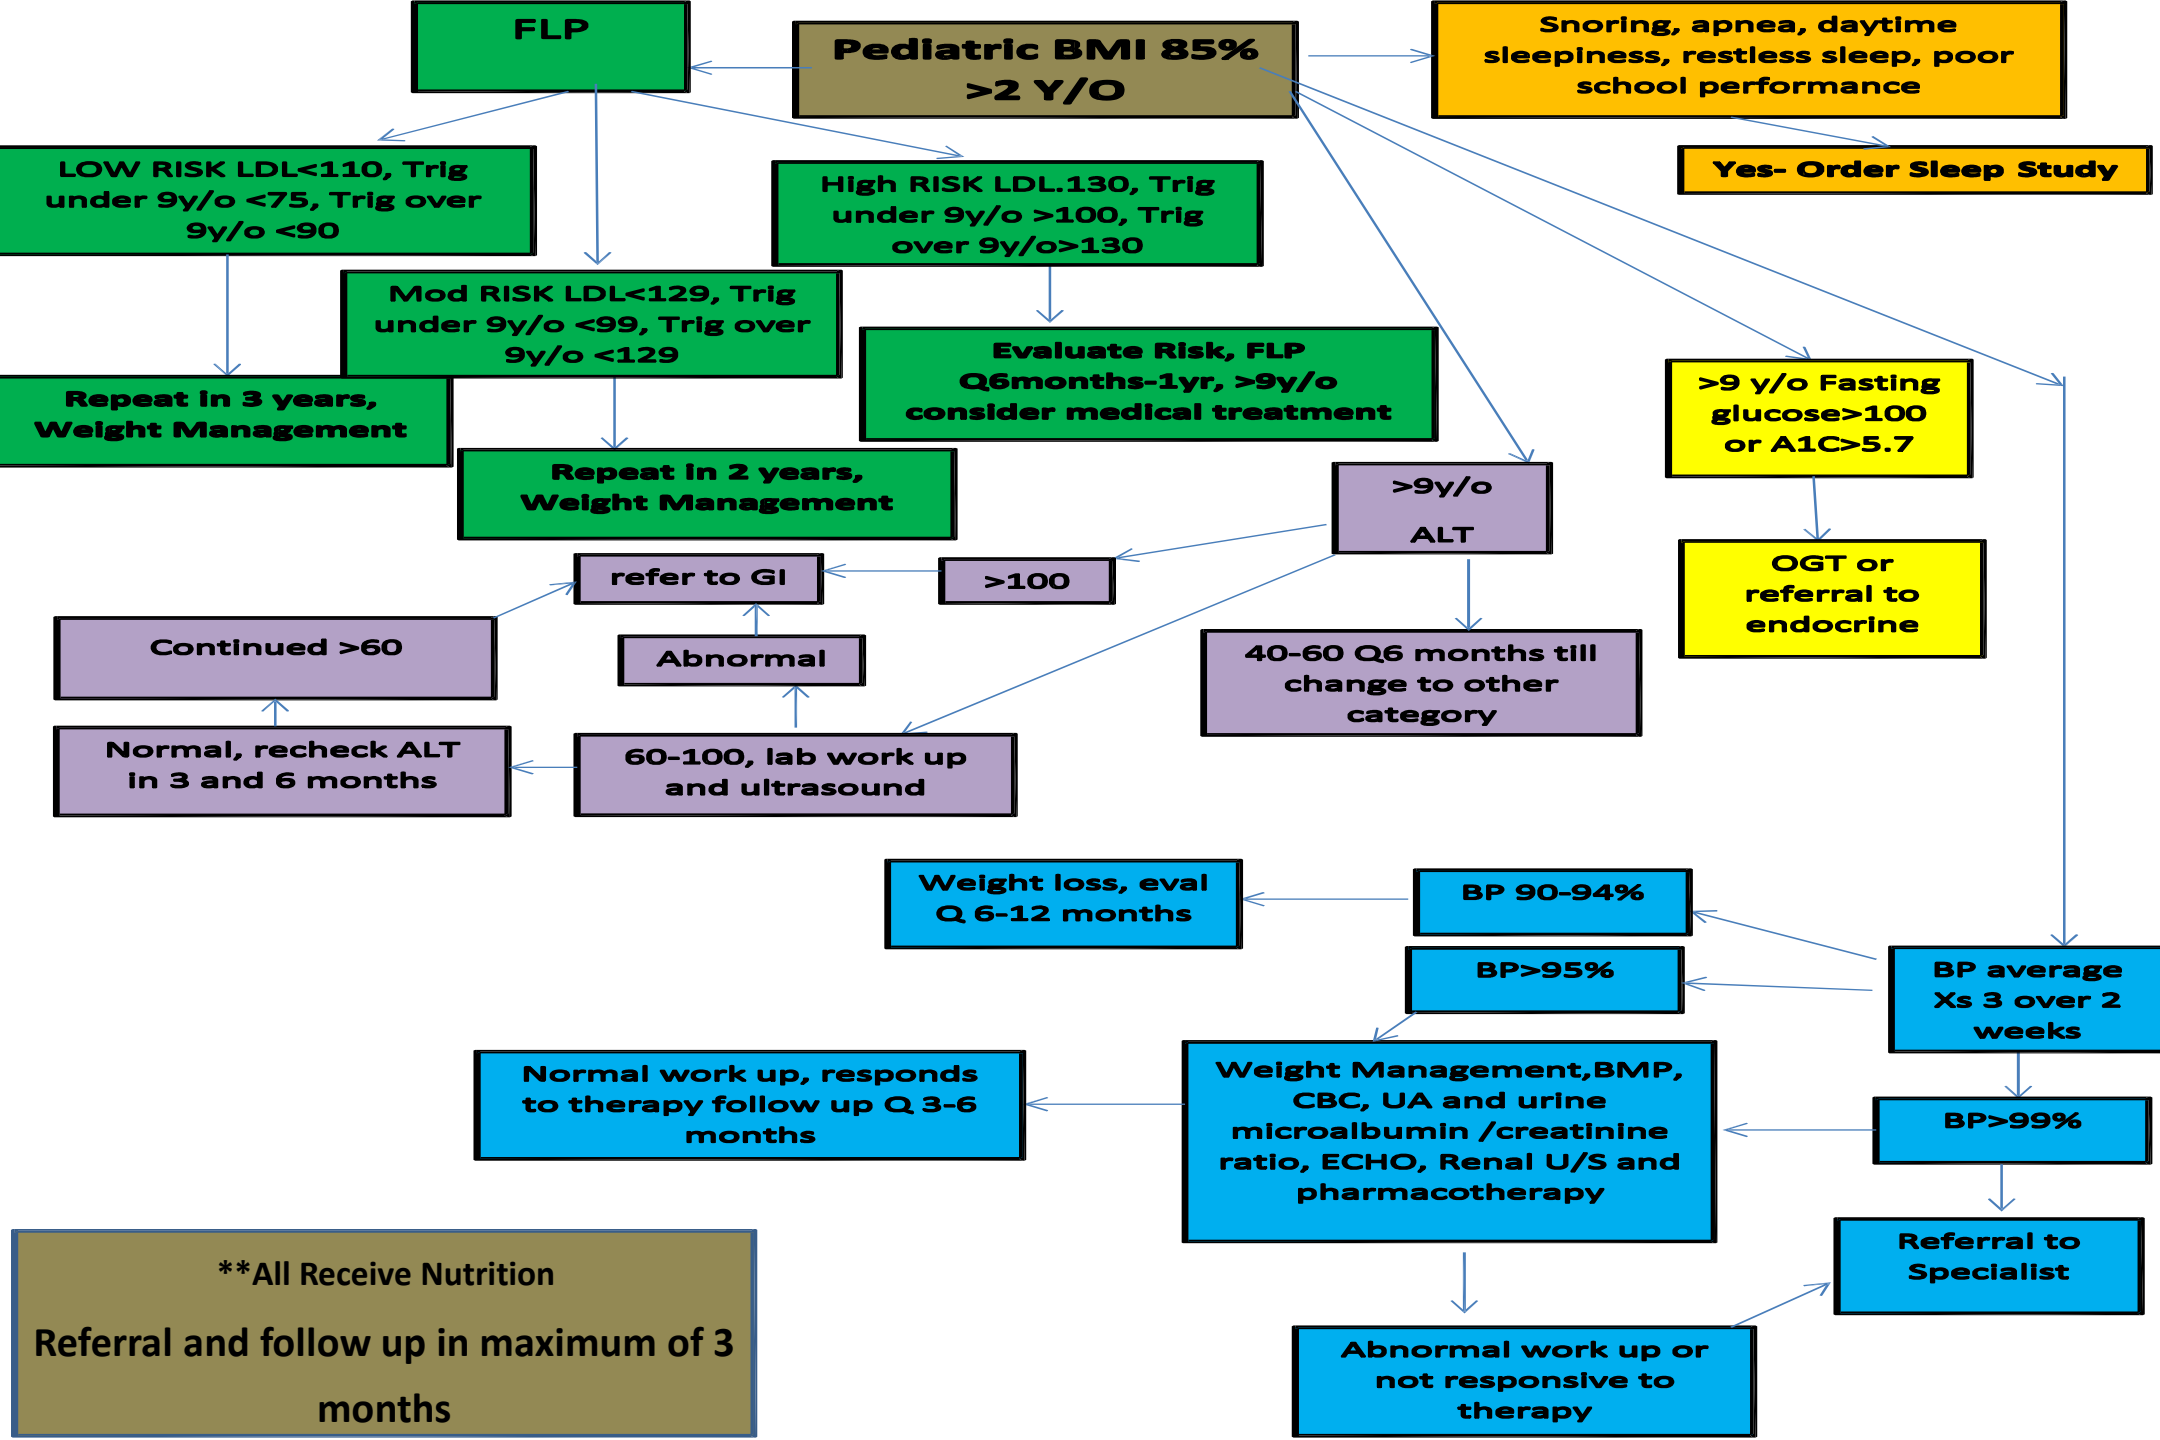 FLP
Pediatric BMI 85%
>2 Y/O
Snoring, apnea, daytime
sleepiness, restless sleep, poor
school performance
Yes- Order Sleep Study
LOW RISK LDL<110, Trig
under 9y/o <75, Trig over
9y/o <90
High RISK LDL.130, Trig
under 9y/o >100, Trig
over 9y/o>130
Mod RISK LDL<129, Trig
under 9y/o <99, Trig over
9y/o <129
Evaluate Risk, FLP
Q6months-1yr, >9y/o
consider medical treatment
Repeat in 3 years,
Weight Management
>9 y/o Fasting
glucose>100
or A1C>5.7
Repeat in 2 years,
Weight Management
>9y/o
ALT
refer to GI
>100
OGT or
referral to
endocrine
Continued >60
Abnormal
40-60 Q6 months till
change to other
category
Normal, recheck ALT
in 3 and 6 months
60-100, lab work up
and ultrasound
Weight loss, eval
Q 6-12 months
BP 90-94%
BP>95%
BP average
Xs 3 over 2
weeks
Normal work up, responds
to therapy follow up Q 3-6
months
Weight Management,BMP,
CBC, UA and urine
microalbumin /creatinine
ratio, ECHO, Renal U/S and
pharmacotherapy
BP>99%
Referral to
Specialist
**All Receive Nutrition
Referral and follow up in maximum of 3
months
Abnormal work up or
not responsive to
therapy